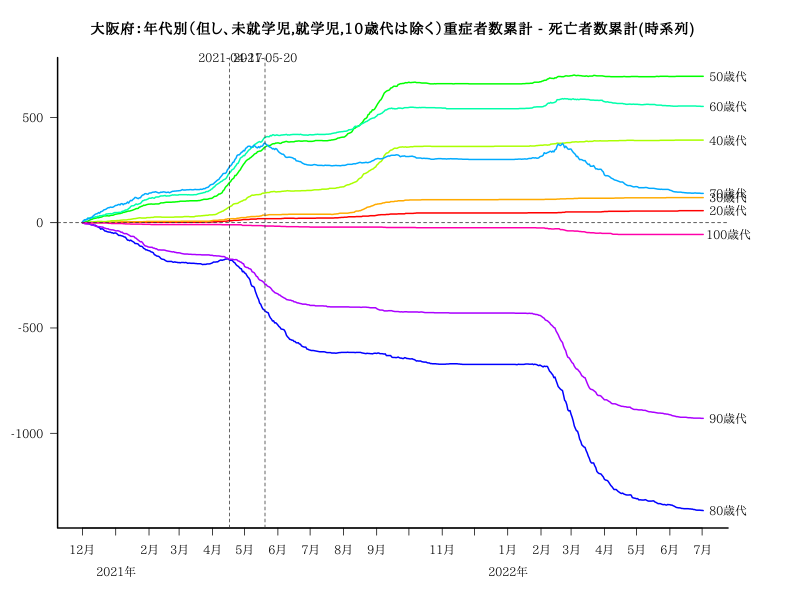 大阪府：年代別（但し、未就学児,就学児,10歳代は除く）重症者数累計 - 死亡者数累計(時系列)
2021-04-17
2021-05-20
500
0
-500
-1000
50歳代
60歳代
40歳代
70歳代
30歳代
20歳代
100歳代
90歳代
80歳代
12月 2月 3月 4月 5月 6月 7月 8月 9月 11月 1月 2月 3月 4月 5月 6月 7月
2021年 2022年